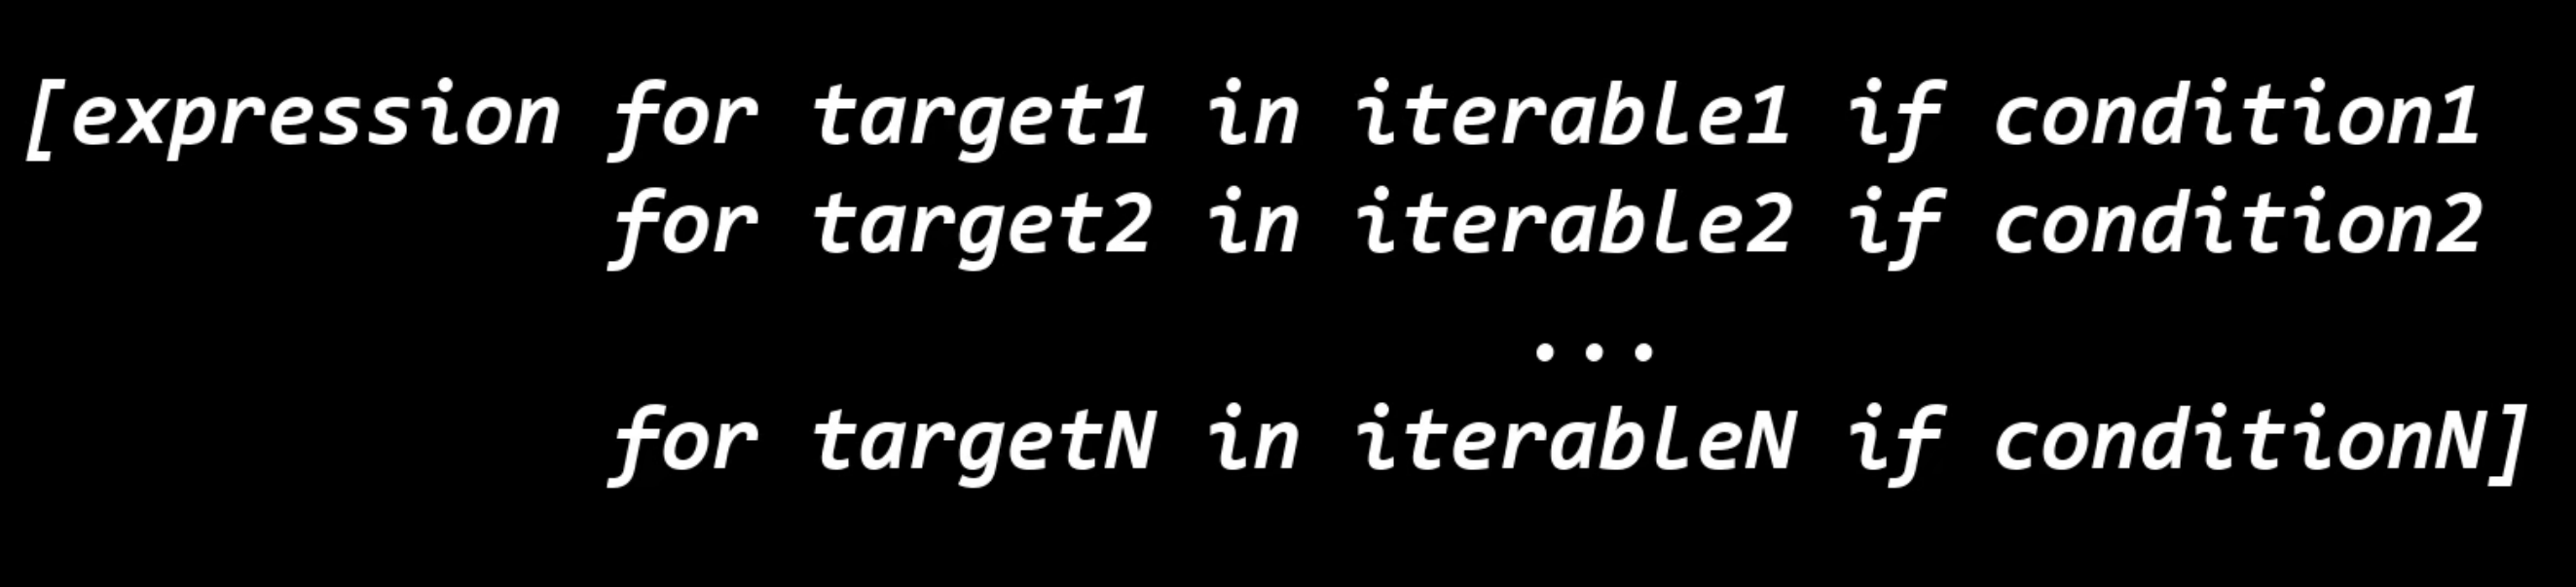 [expression for target1 in iterable1 if condition1
for target2 in iterable2 if condition2
...
for targetN in iterableN if conditionN]